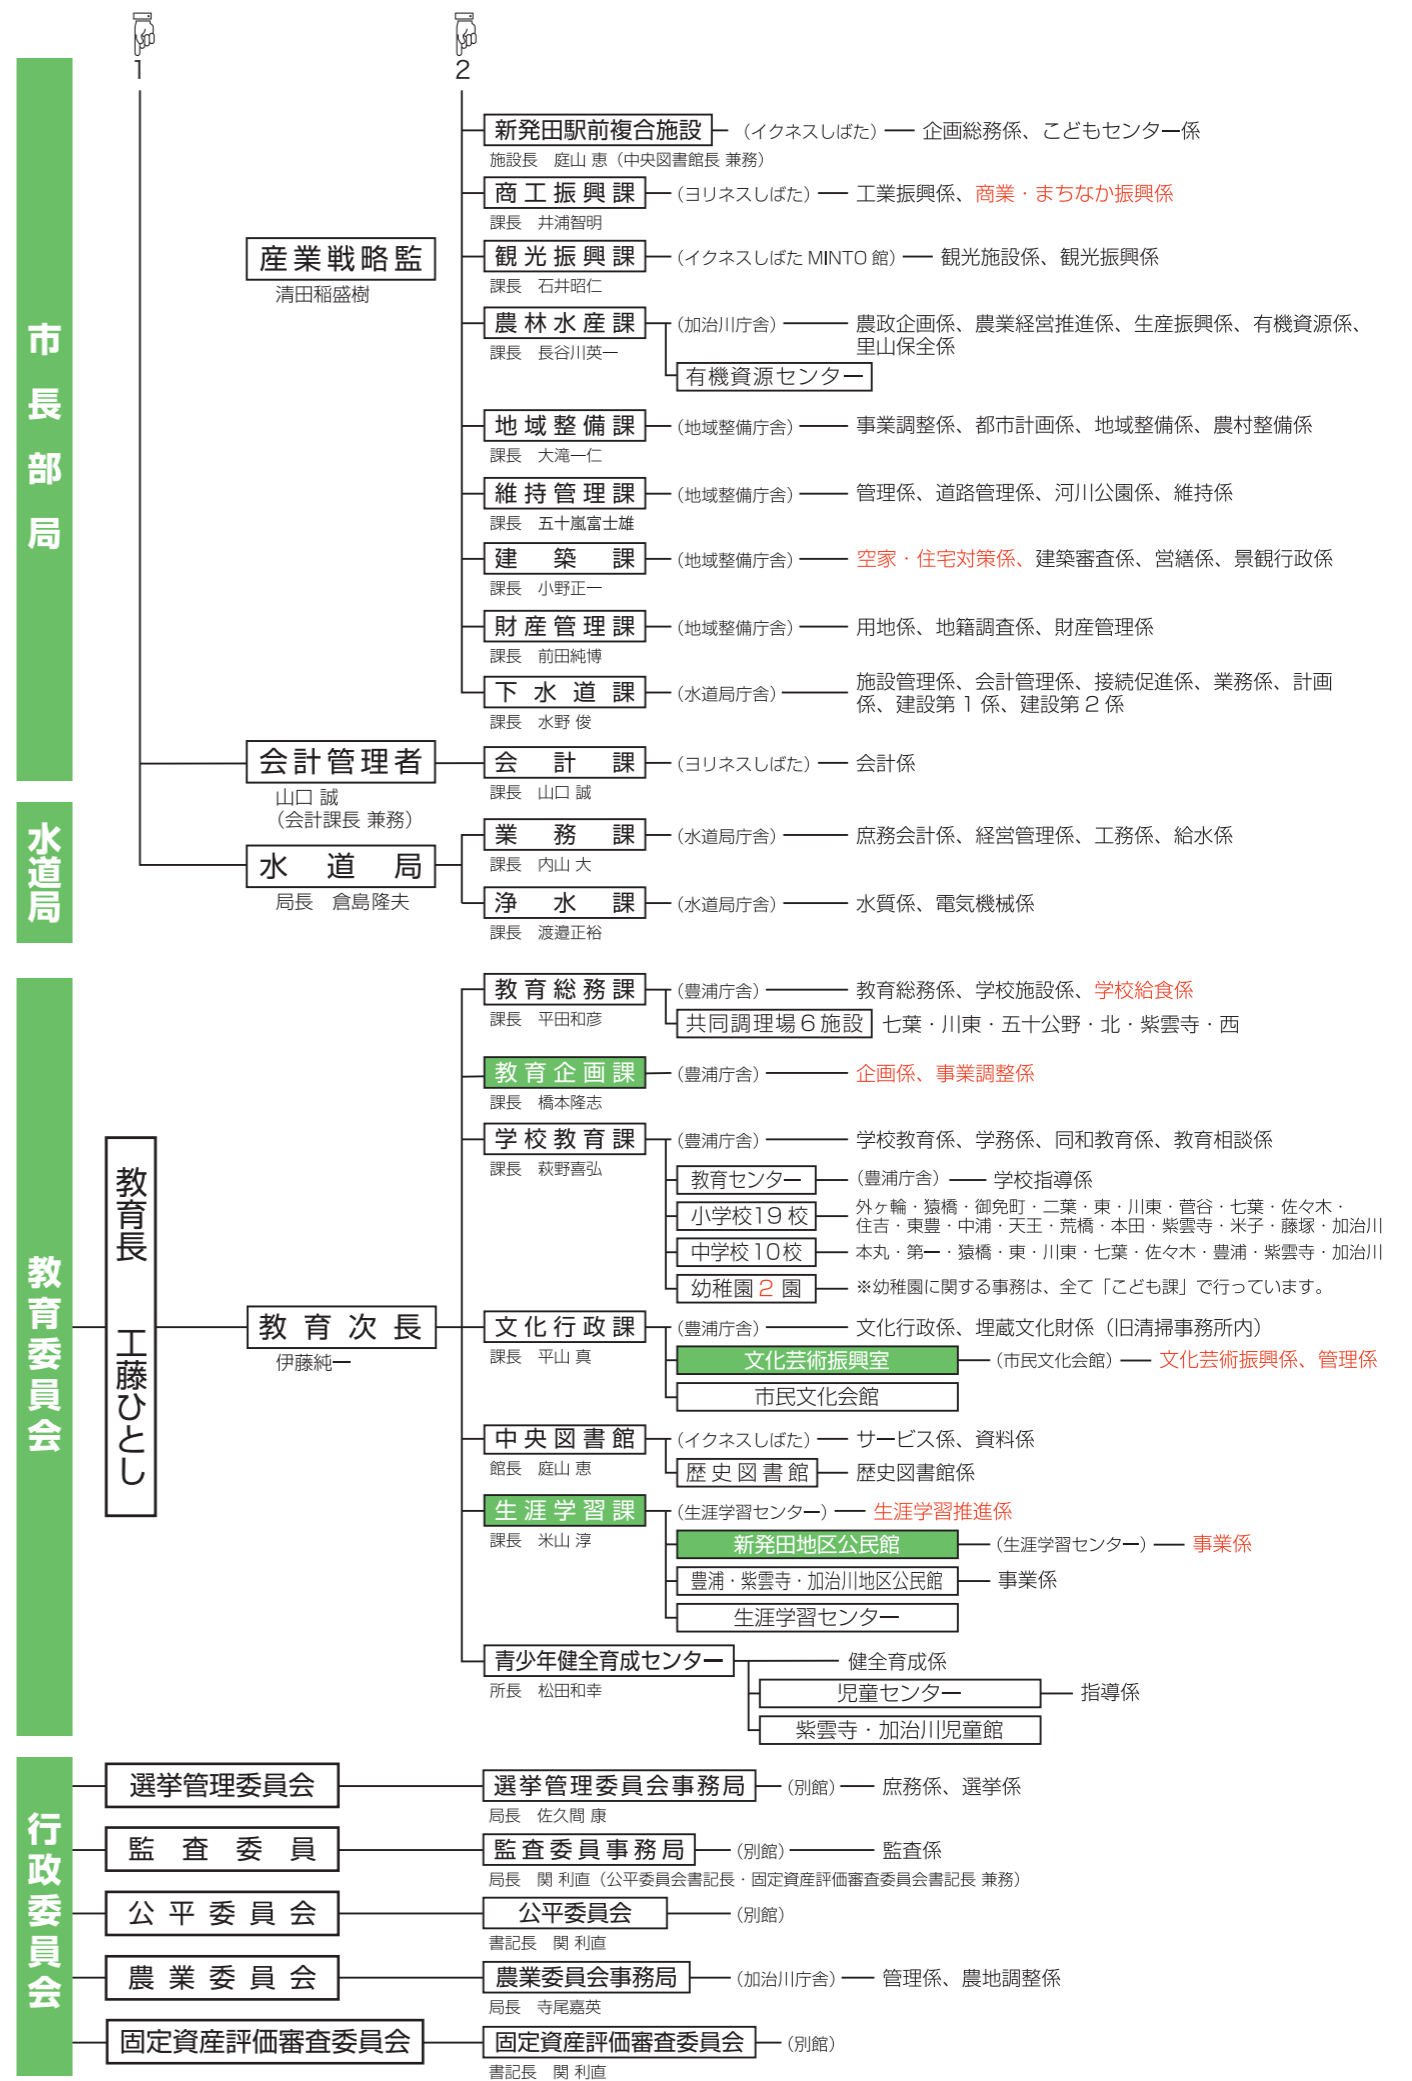 1
2
市長部局
新発田駅前複合施設 (イクネスしばた) 企画総務係、こどもセンター係
施設長 庭山 恵（中央図書館長 兼務）
商工振興課 (ヨリネスしばた) 工業振興係、商業・まちなか振興係
課長 井浦智明
産業戦略監
清田稲盛樹
観光振興課 (イクネスしばた MINTO 館) 観光施設係、観光振興係
課長 石井昭仁
農林水産課 (加治川庁舎) 農政企画係、農業経営推進係、生産振興係、有機資源係、
里山保全係
課長 長谷川英一
有機資源センター
地域整備課 (地域整備庁舎) 事業調整係、都市計画係、地域整備係、農村整備係
課長 大滝一仁
維持管理課 (地域整備庁舎) 管理係、道路管理係、河川公園係、維持係
課長 五十嵐富士雄
建築課 (地域整備庁舎) 空家・住宅対策係、建築審査係、営繕係、景観行政係
課長 小野正一
財産管理課 (地域整備庁舎) 用地係、地籍調査係、財産管理係
課長 前田純博
下水道課 (水道局庁舎) 施設管理係、会計管理係、接続促進係、業務係、計画
係、建設第1係、建設第2係
課長 水野 俊
会計管理者
山口 誠
（会計課長 兼務）
会計課 (ヨリネスしばた) 会計係
課長 山口 誠
水道局
水道局
局長 倉島隆夫
業務課 (水道局庁舎) 庶務会計係、経営管理係、工務係、給水係
課長 内山 大
浄水課 (水道局庁舎) 水質係、電気機械係
課長 渡邉正裕
教育委員会
教育長 工藤ひとし
教育次長
伊藤純一
教育総務課 (豊浦庁舎) 教育総務係、学校施設係、学校給食係
課長 平田和彦
共同調理場6施設 七葉・川東・五十公野・北・紫雲寺・西
教育企画課 (豊浦庁舎) 企画係、事業調整係
課長 橋本隆志
学校教育課 (豊浦庁舎) 学校教育係、学務係、同和教育係、教育相談係
課長 萩野喜弘
教育センター (豊浦庁舎) 学校指導係
小学校19校 外ヶ輪・猿橋・御免町・二葉・東・川東・菅谷・七葉・佐々木・
住吉・東豊・中浦・天王・荒橋・本田・紫雲寺・米子・藤塚・加治川
中学校10校 本丸・第一・猿橋・東・川東・七葉・佐々木・豊浦・紫雲寺・加治川
幼稚園2園 ※幼稚園に関する事務は、全て「こども課」で行っています。
文化行政課 (豊浦庁舎) 文化行政係、埋蔵文化財係（旧清掃事務所内）
課長 平山 真
文化芸術振興室 (市民文化会館) 文化芸術振興係、管理係
市民文化会館
中央図書館 (イクネスしばた) サービス係、資料係
館長 庭山 恵
歴史図書館 歴史図書館係
生涯学習課 (生涯学習センター) 生涯学習推進係
課長 米山 淳
新発田地区公民館 (生涯学習センター) 事業係
豊浦・紫雲寺・加治川地区公民館 事業係
生涯学習センター
青少年健全育成センター 健全育成係
所長 松田和幸
児童センター 指導係
紫雲寺・加治川児童館
行政委員会
選挙管理委員会 選挙管理委員会事務局 (別館) 庶務係、選挙係
局長 佐久間 康
監査委員 監査委員事務局 (別館) 監査係
局長 関 利直（公平委員会書記長・固定資産評価審査委員会書記長 兼務）
公平委員会 公平委員会 (別館)
書記長 関 利直
農業委員会 農業委員会事務局 (加治川庁舎) 管理係、農地調整係
局長 寺尾嘉英
固定資産評価審査委員会 固定資産評価審査委員会 (別館)
書記長 関 利直